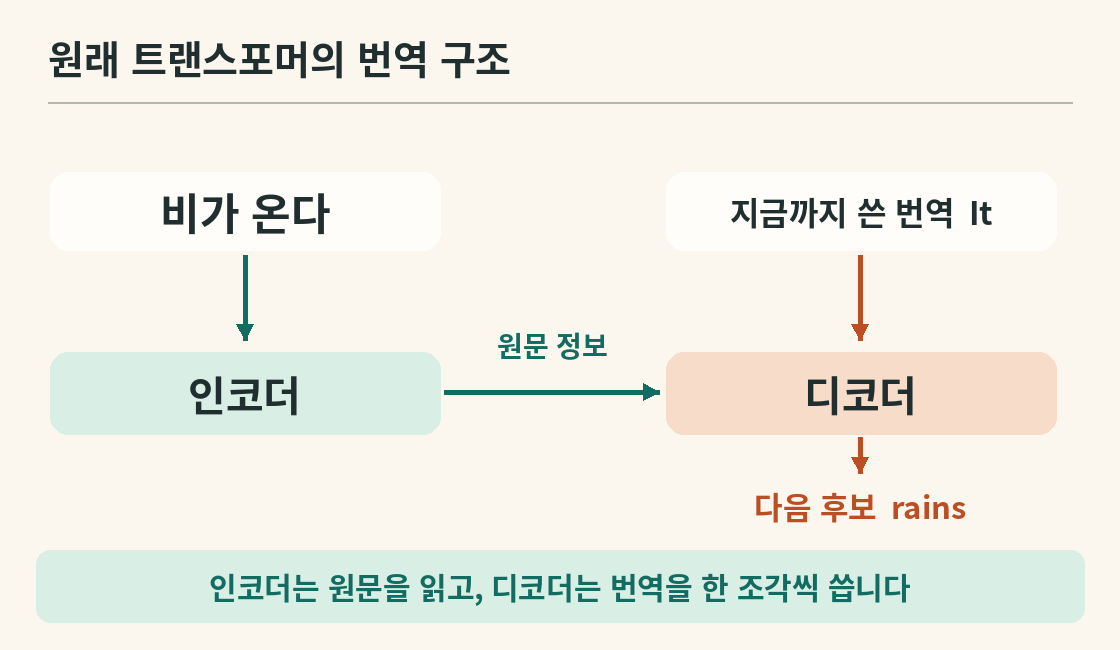 원래 트랜스포머의 번역 구조
비가 온다
지금까지 쓴 번역 It
원문 정보
인코더
디코더
다음 후보 rains
인코더는 원문을 읽고, 디코더는 번역을 한 조각씩 씁니다